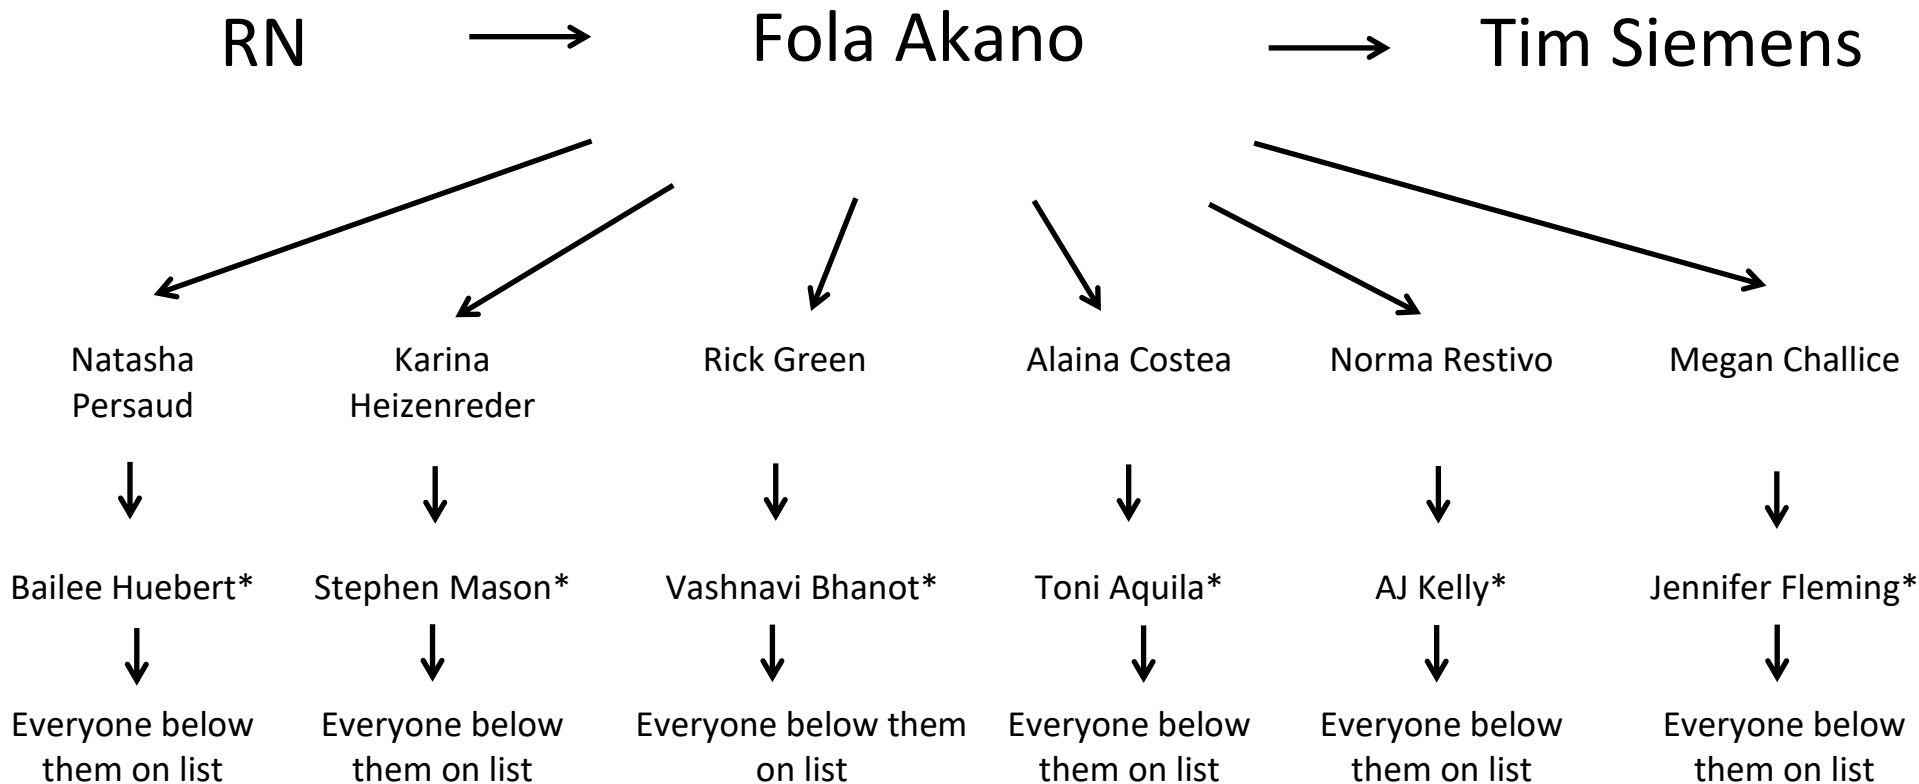 RN
Fola Akano
Tim Siemens
Natasha
Persaud
Karina
Heizenreder
Rick Green
Alaina Costea
Norma Restivo
Megan Challice
Bailee Huebert*
Stephen Mason*
Vashnavi Bhanot*
Toni Aquila*
AJ Kelly*
Jennifer Fleming*
Everyone below
them on list
Everyone below
them on list
Everyone below them
on list
Everyone below
them on list
Everyone below
them on list
Everyone below
them on list